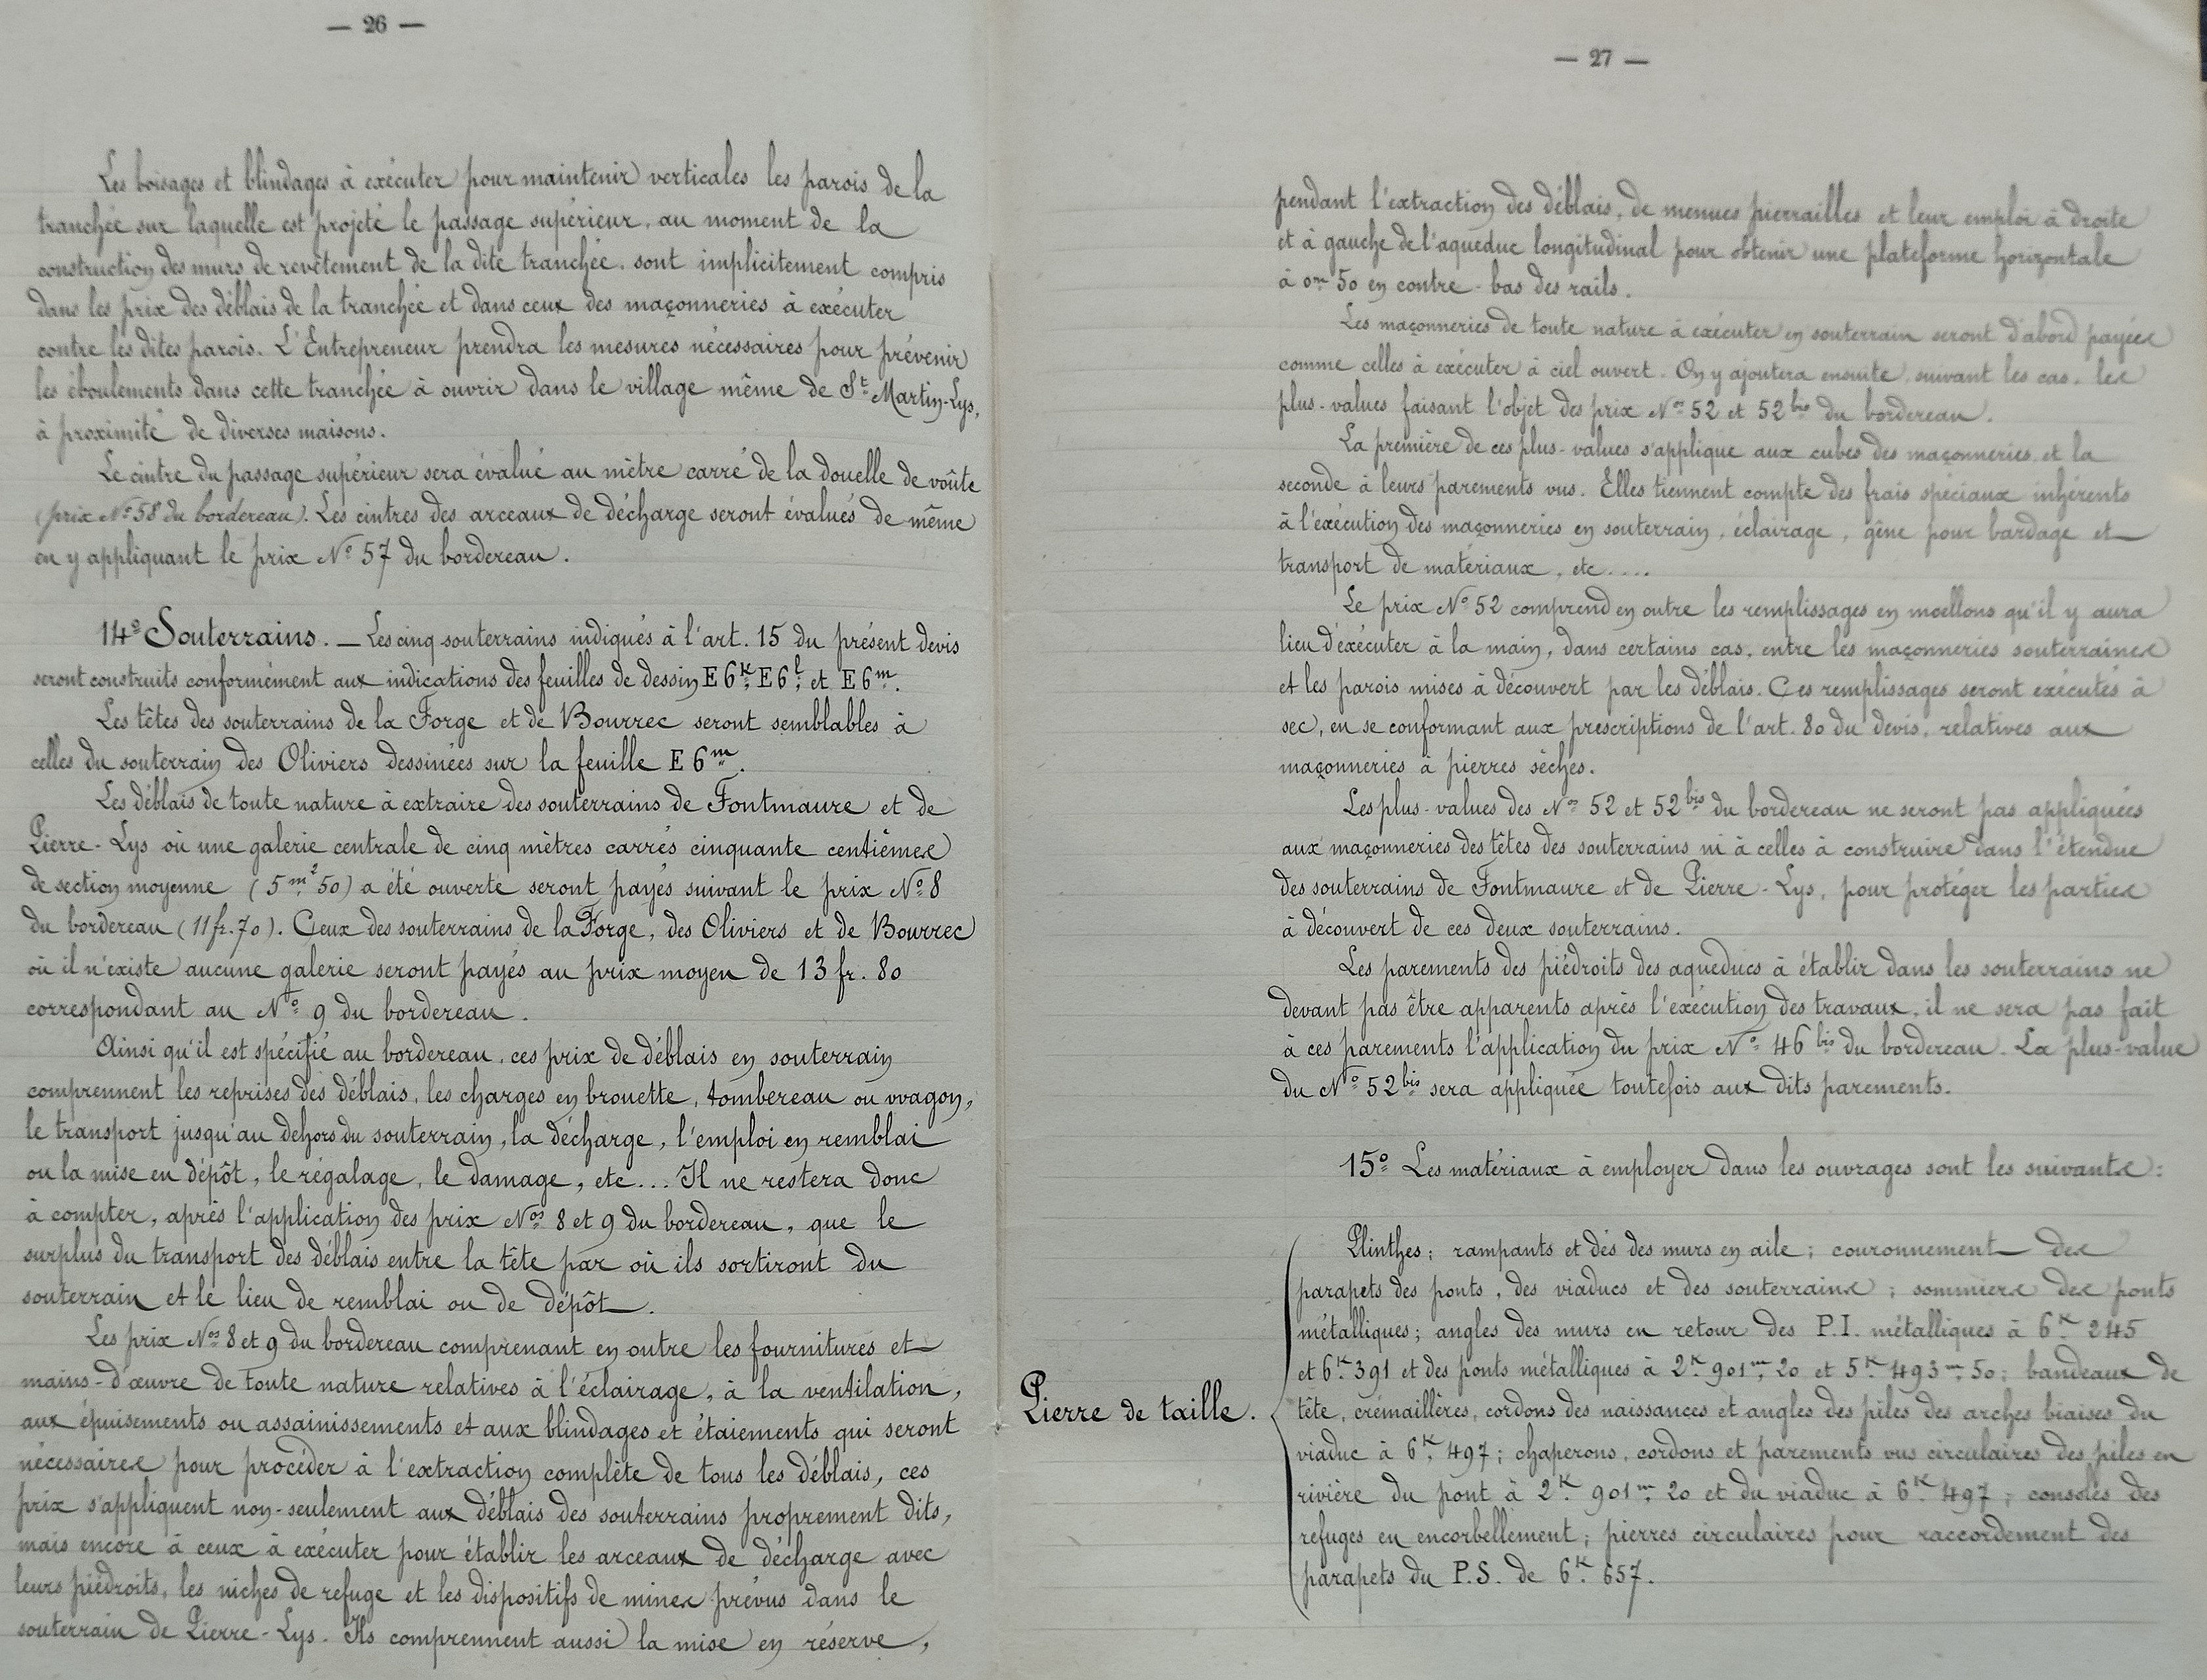 — 26 —
Les boisages et blindages à exécuter pour maintenir verticales les parois de la
tranchée sur laquelle est projeté le passage supérieur, au moment de la
construction des murs de revêtement de la dite tranchée, sont implicitement compris
dans les prix des déblais de la tranchée et dans ceux des maçonneries à exécuter
contre les dites parois. L'Entrepreneur prendra les mesures nécessaires pour prévenir
les éboulements dans cette tranchée à ouvrir dans le village même de St Martin-Lys,
à proximité de diverses maisons.
Le cintre du passage supérieur sera évalué au mètre carré de la douelle de voûte
(prix No 58 du bordereau). Les cintres des arceaux de décharge seront évalués de même
en y appliquant le prix No 57 du bordereau.
14o Souterrains. — Les cinq souterrains indiqués à l'art. 15 du présent devis
seront construits conformément aux indications des feuilles de dessin E 6k, E 6l, et E 6m.
Les têtes des souterrains de la Forge et de Bourrec seront semblables à
celles du souterrain des Oliviers dessinées sur la feuille E 6m.
Les déblais de toute nature à extraire des souterrains de Fontmaure et de
Pierre-Lys où une galerie centrale de cinq mètres carrés cinquante centièmes
de section moyenne (5m²50) a été ouverte seront payés suivant le prix No 8
du bordereau (11 fr. 70). Ceux des souterrains de la Forge, des Oliviers et de Bourrec
où il n'existe aucune galerie seront payés au prix moyen de 13 fr. 80
correspondant au No 9 du bordereau.
Ainsi qu'il est spécifié au bordereau, ces prix de déblais en souterrain
comprennent les reprises des déblais, les charges en brouette, tombereau ou wagon,
le transport jusqu'au dehors du souterrain, la décharge, l'emploi en remblai
ou la mise en dépôt, le régalage, le damage, etc... Il ne restera donc
à compter, après l'application des prix Nos 8 et 9 du bordereau, que le
surplus du transport des déblais entre la tête par où ils sortiront du
souterrain et le lieu de remblai ou de dépôt.
Les prix Nos 8 et 9 du bordereau comprenant en outre les fournitures et
mains-d'œuvre de toute nature relatives à l'éclairage, à la ventilation,
aux épuisements ou assainissements et aux blindages et étaiements qui seront
nécessaires pour procéder à l'extraction complète de tous les déblais, ces
prix s'appliquent non-seulement aux déblais des souterrains proprement dits,
mais encore à ceux à exécuter pour établir les arceaux de décharge avec
leurs piédroits, les niches de refuge et les dispositifs de mines prévus dans le
souterrain de Pierre-Lys. Ils comprennent aussi la mise en réserve,
— 27 —
pendant l'extraction des déblais, de menues pierrailles et leur emploi à droite
et à gauche de l'aqueduc longitudinal pour obtenir une plateforme horizontale
à 0m 50 en contre-bas des rails.
Les maçonneries de toute nature à exécuter en souterrain seront d'abord payées
comme celles à exécuter à ciel ouvert. On y ajoutera ensuite, suivant les cas, les
plus-values faisant l'objet des prix Nos 52 et 52 bis du bordereau.
La première de ces plus-values s'applique aux cubes des maçonneries, et la
seconde à leurs parements vus. Elles tiennent compte des frais spéciaux inhérents
à l'exécution des maçonneries en souterrain, éclairage, gêne pour bardage et
transport de matériaux, etc....
Le prix No 52 comprend en outre les remplissages en moellons qu'il y aura
lieu d'exécuter à la main, dans certains cas, entre les maçonneries souterraines
et les parois mises à découvert par les déblais. Ces remplissages seront exécutés à
sec, en se conformant aux prescriptions de l'art. 80 du devis, relatives aux
maçonneries à pierres sèches.
Les plus-values des Nos 52 et 52 bis du bordereau ne seront pas appliquées
aux maçonneries des têtes des souterrains ni à celles à construire dans l'étendue
des souterrains de Fontmaure et de Pierre-Lys, pour protéger les parties
à découvert de ces deux souterrains.
Les parements des piédroits des aqueducs à établir dans les souterrains ne
devant pas être apparents après l'exécution des travaux, il ne sera pas fait
à ces parements l'application du prix No 46 bis du bordereau. La plus-value
du No 52 bis sera appliquée toutefois aux dits parements.
15o Les matériaux à employer dans les ouvrages sont les suivants:
Pierre de taille.
Plinthes; rampants et dés des murs en aile; couronnement des
parapets des ponts, des viaducs et des souterrains; sommiers des ponts
métalliques; angles des murs en retour des P.I. métalliques à 6k 245
et 6k 391 et des ponts métalliques à 2k 901m, 20 et 5k 493m, 50; bandeaux de
tête, crémaillères, cordons des naissances et angles des piles des arches biaises du
viaduc à 6k, 497; chaperons, cordons et parements vus circulaires des piles en
rivière du pont à 2k 901m, 20 et du viaduc à 6k 497; consoles des
refuges en encorbellement; pierres circulaires pour raccordement des
parapets du P.S. de 6k 657.